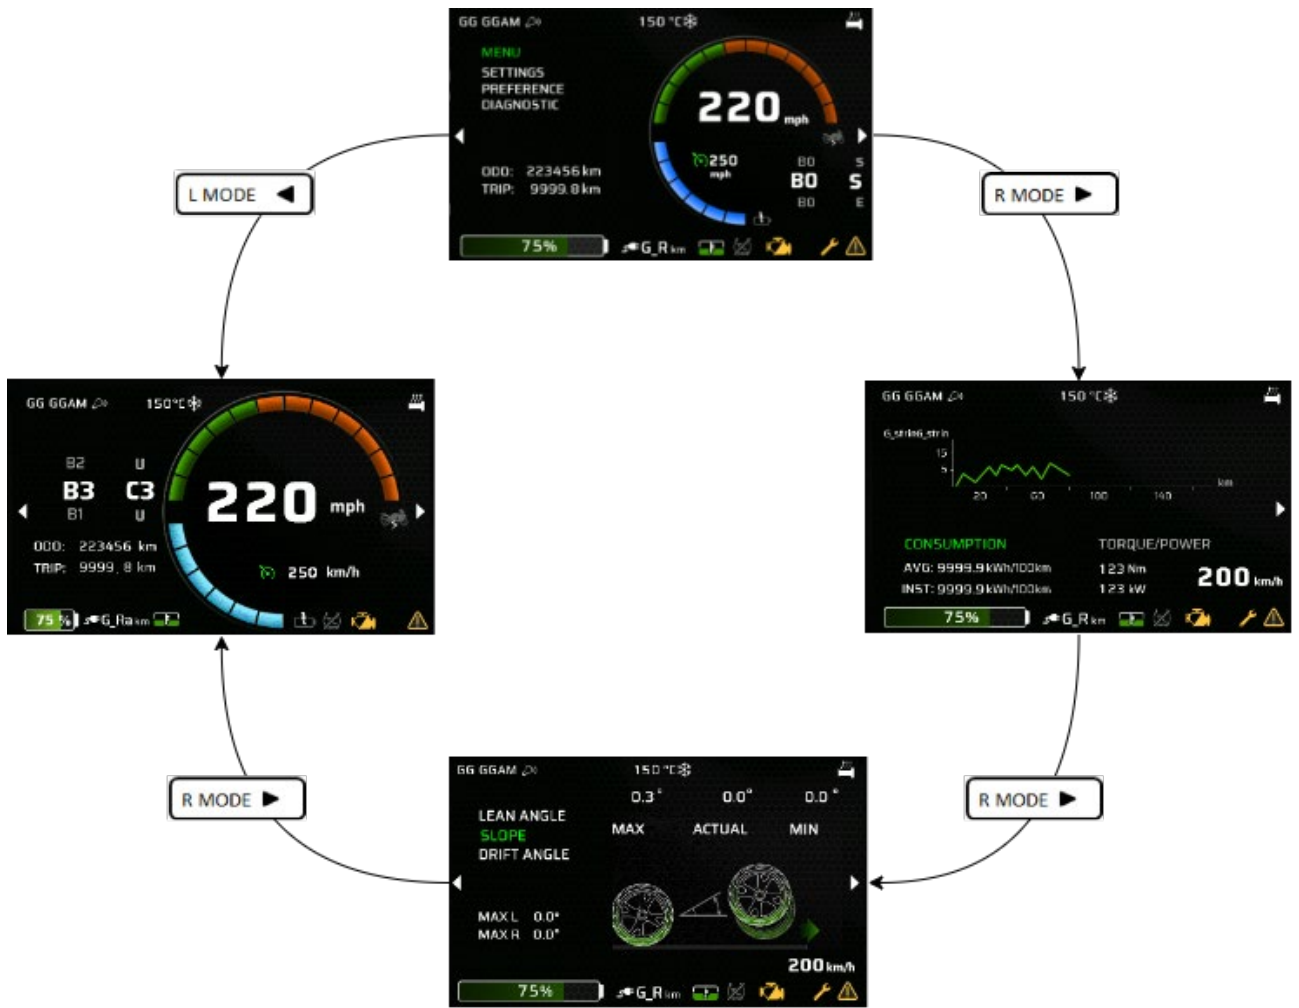 GG GGAM 150 °C
MENU
SETTINGS
PREFERENCE
DIAGNOSTIC
220 mph
250 mph
ODO: 223456 km
TRIP: 9999.8 km
B0 S
B0 S
B0 E
75% G_R km
L MODE
R MODE
GG GGAM 150°C
B2 U
B3 C3
B1 U
220 mph
ODO: 223456 km
TRIP: 9999. 8 km
250 km/h
75 % G_Ra km
GG GGAM 150 °C
15
5
20 60 100 140 km
CONSUMPTION TORQUE/POWER
AVG: 9999.9 kWh/100km 123 Nm
INST: 9999.9 kWh/100km 123 kW
200 km/h
75% G_R km
R MODE
R MODE
GG GGAM 150 °C
0.3° 0.0° 0.0°
MAX ACTUAL MIN
LEAN ANGLE
SLOPE
DRIFT ANGLE
MAX L 0.0°
MAX R 0.0°
200 km/h
75% G_R km